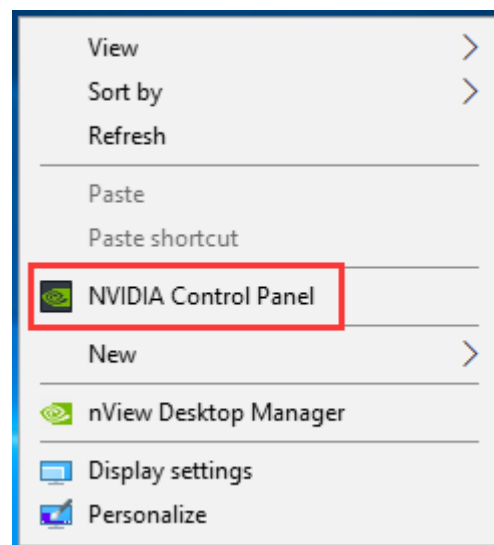 View
Sort by
Refresh
Paste
Paste shortcut
NVIDIA Control Panel
New
nView Desktop Manager
Display settings
Personalize